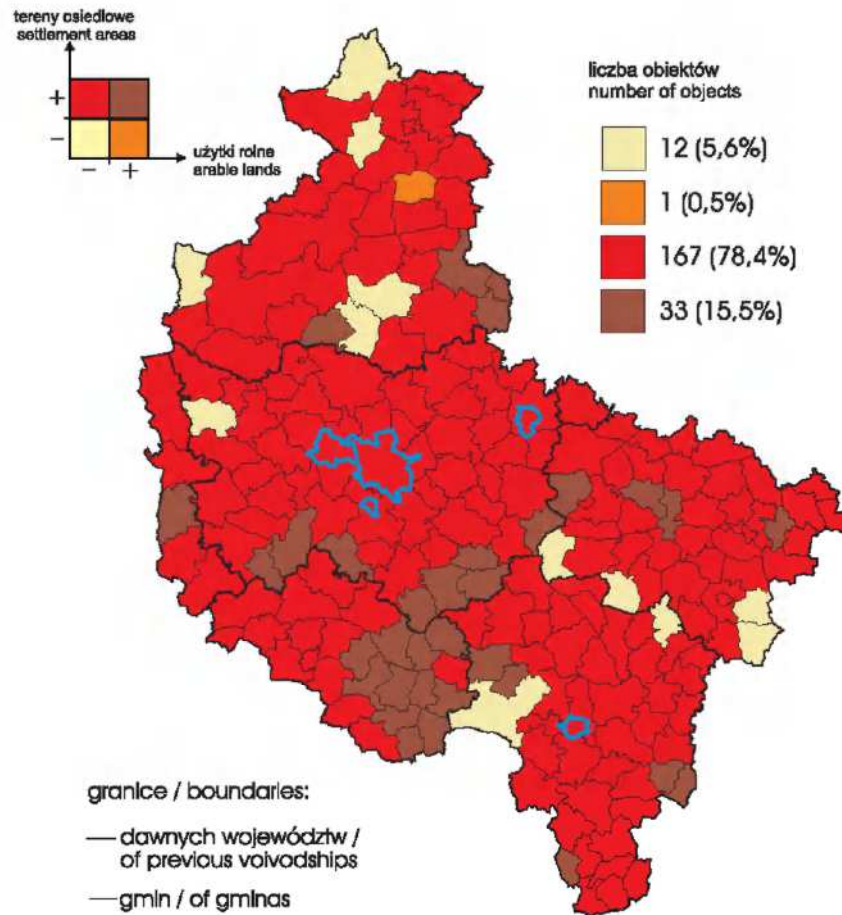 tereny osiedlowe
settlement areas
+
−
− +
użytki rolne
arable lands
liczba obiektów
number of objects
12 (5,6%)
1 (0,5%)
167 (78,4%)
33 (15,5%)
granice / boundaries:
dawnych województw /
of previous voivodships
gmin / of gminas